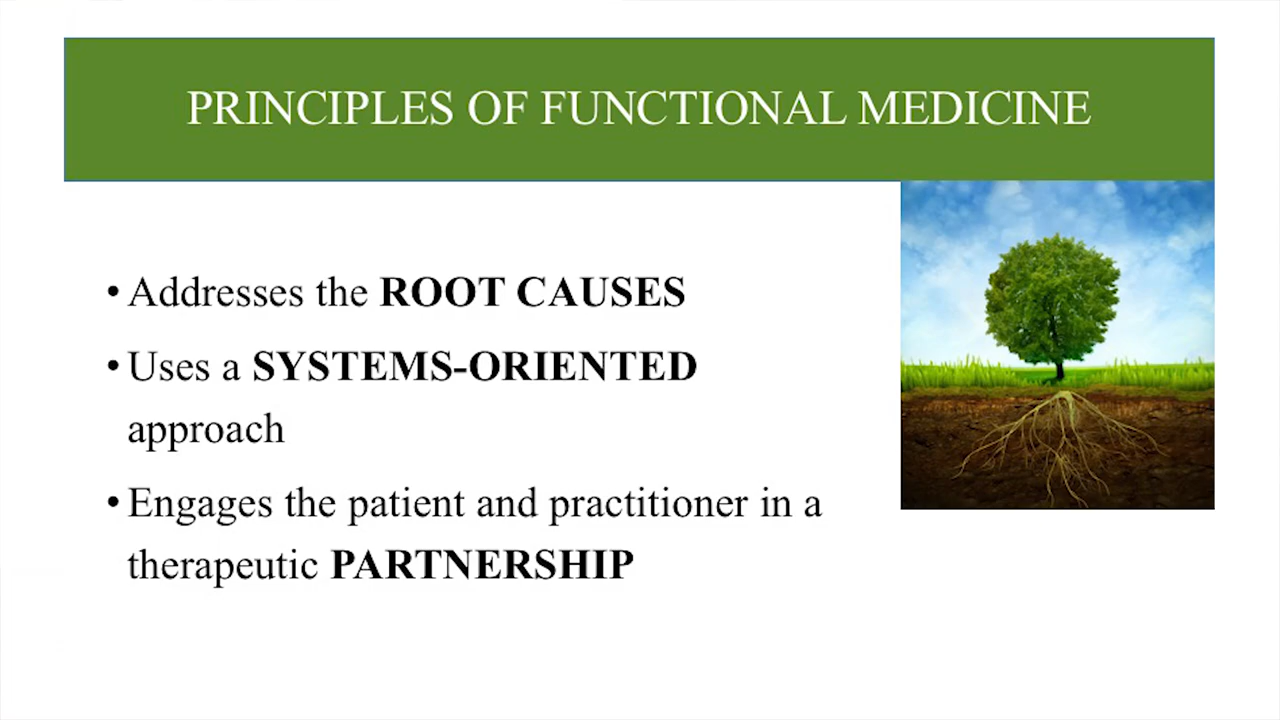 PRINCIPLES OF FUNCTIONAL MEDICINE
• Addresses the ROOT CAUSES
• Uses a SYSTEMS-ORIENTED
approach
• Engages the patient and practitioner in a
therapeutic PARTNERSHIP